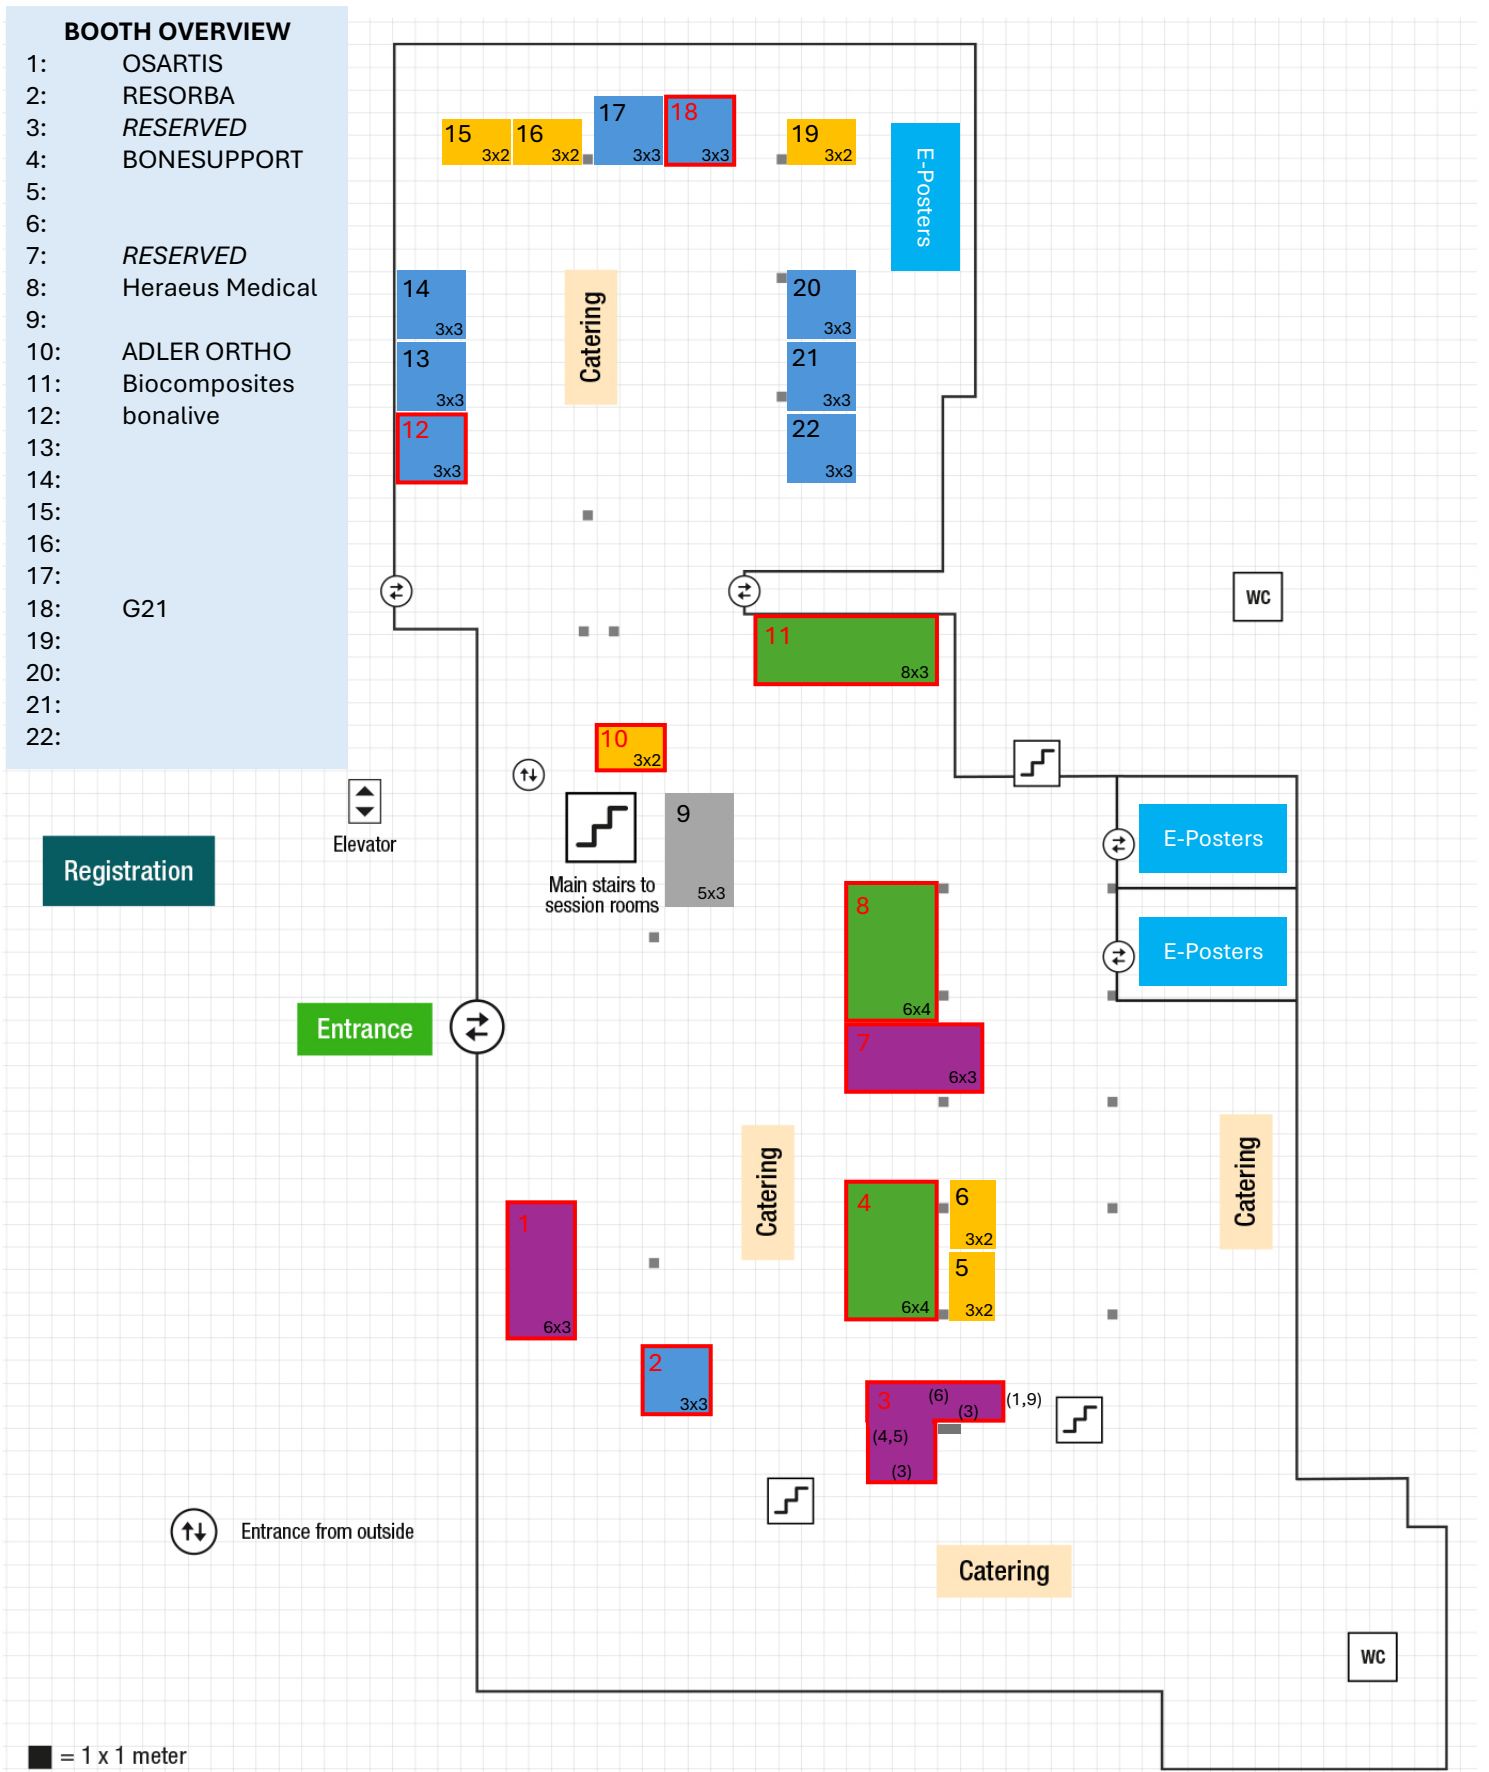 BOOTH OVERVIEW
1: OSARTIS
2: RESORBA
3: RESERVED
4: BONESUPPORT
5:
6:
7: RESERVED
8: Heraeus Medical
9:
10: ADLER ORTHO
11: Biocomposites
12: bonalive
13:
14:
15:
16:
17:
18: G21
19:
20:
21:
22:
15
3x2
16
3x2
17
3x3
18
3x3
19
3x2
E-Posters
14
3x3
13
3x3
12
3x3
Catering
20
3x3
21
3x3
22
3x3
WC
11
8x3
10
3x2
Elevator
Registration
Main stairs to
session rooms
9
5x3
E-Posters
E-Posters
8
6x4
7
6x3
Entrance
Catering
Catering
1
6x3
4
6x4
6
3x2
5
3x2
2
3x3
3
(6)
(1,9)
(3)
(4,5)
(3)
Entrance from outside
Catering
WC
= 1 x 1 meter